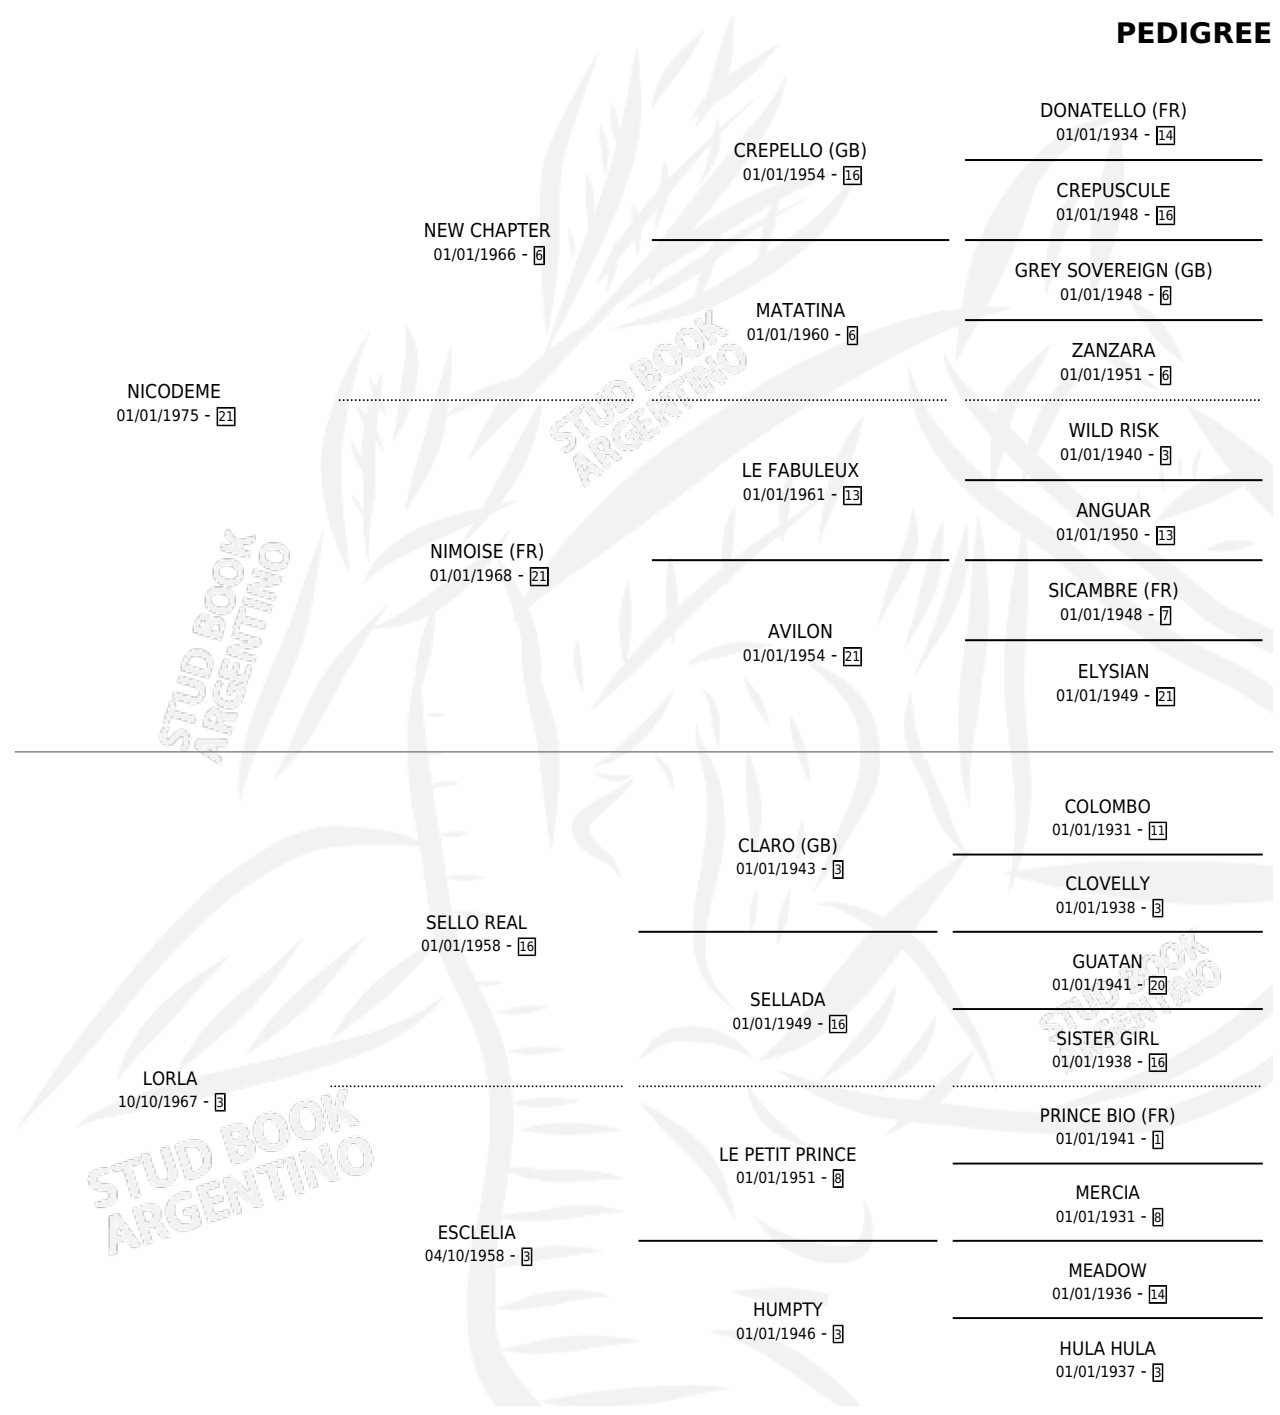 PEDIGREE
DONATELLO (FR)
01/01/1934 - 14
CREPELLO (GB)
01/01/1954 - 16
CREPUSCULE
01/01/1948 - 16
NEW CHAPTER
01/01/1966 - 6
GREY SOVEREIGN (GB)
01/01/1948 - 6
MATATINA
01/01/1960 - 6
ZANZARA
01/01/1951 - 6
NICODEME
01/01/1975 - 21
STUD BOOK
ARGENTINO
WILD RISK
01/01/1940 - 3
LE FABULEUX
01/01/1961 - 13
ANGUAR
01/01/1950 - 13
NIMOISE (FR)
01/01/1968 - 21
SICAMBRE (FR)
01/01/1948 - 7
AVILON
01/01/1954 - 21
ELYSIAN
01/01/1949 - 21
STUD BOOK
ARGENTINO
COLOMBO
01/01/1931 - 11
CLARO (GB)
01/01/1943 - 3
CLOVELLY
01/01/1938 - 3
SELLO REAL
01/01/1958 - 16
GUATAN
01/01/1941 - 20
SELLADA
01/01/1949 - 16
STUD BOOK
ARGENTINO
SISTER GIRL
01/01/1938 - 16
LORLA
10/10/1967 - 3
PRINCE BIO (FR)
01/01/1941 - 1
LE PETIT PRINCE
01/01/1951 - 8
STUD BOOK
ARGENTINO
MERCIA
01/01/1931 - 8
ESCLELIA
04/10/1958 - 3
MEADOW
01/01/1936 - 14
HUMPTY
01/01/1946 - 3
HULA HULA
01/01/1937 - 3